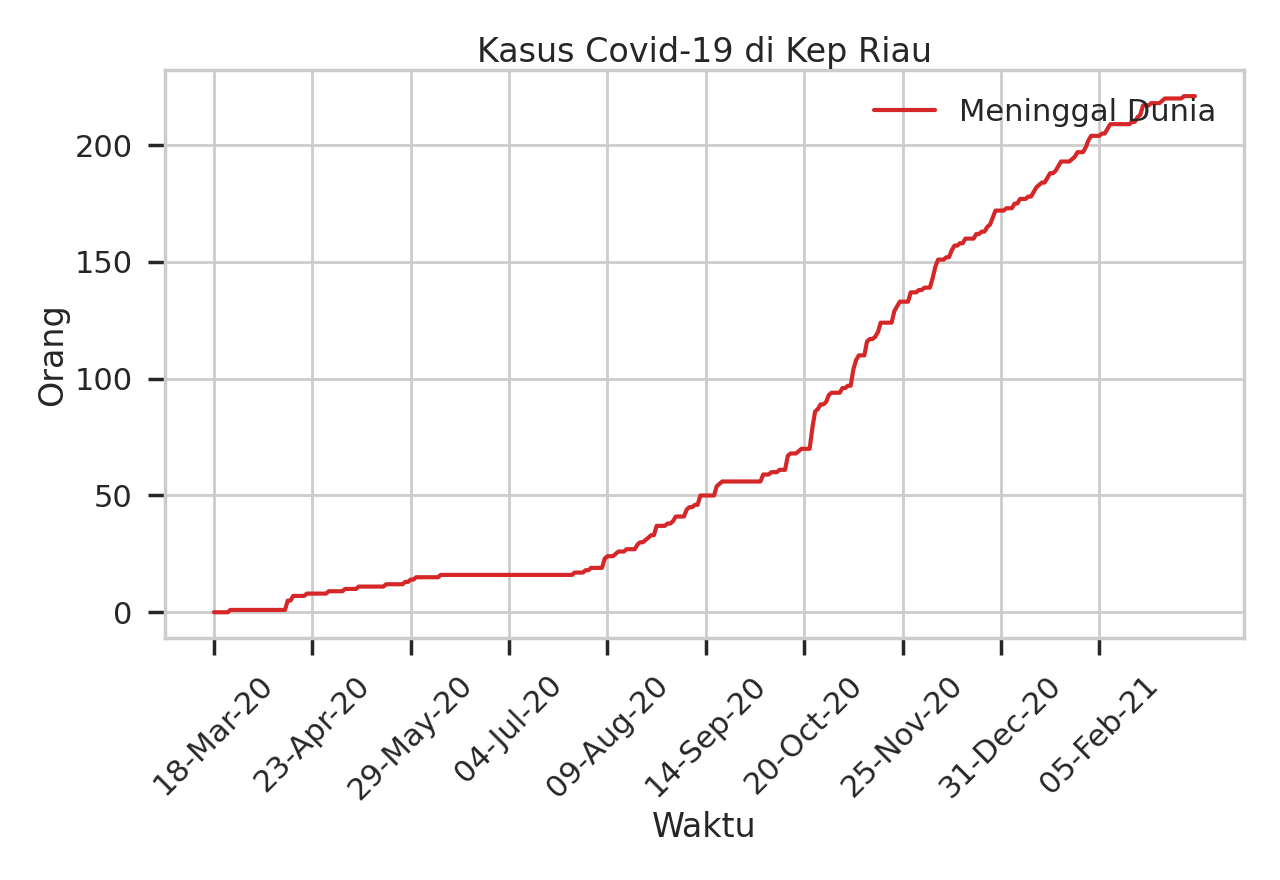 Kasus Covid-19 di Kep Riau
Meninggal Dunia
Orang
200
150
100
50
0
18-Mar-20
23-Apr-20
29-May-20
04-Jul-20
09-Aug-20
14-Sep-20
20-Oct-20
25-Nov-20
31-Dec-20
05-Feb-21
Waktu